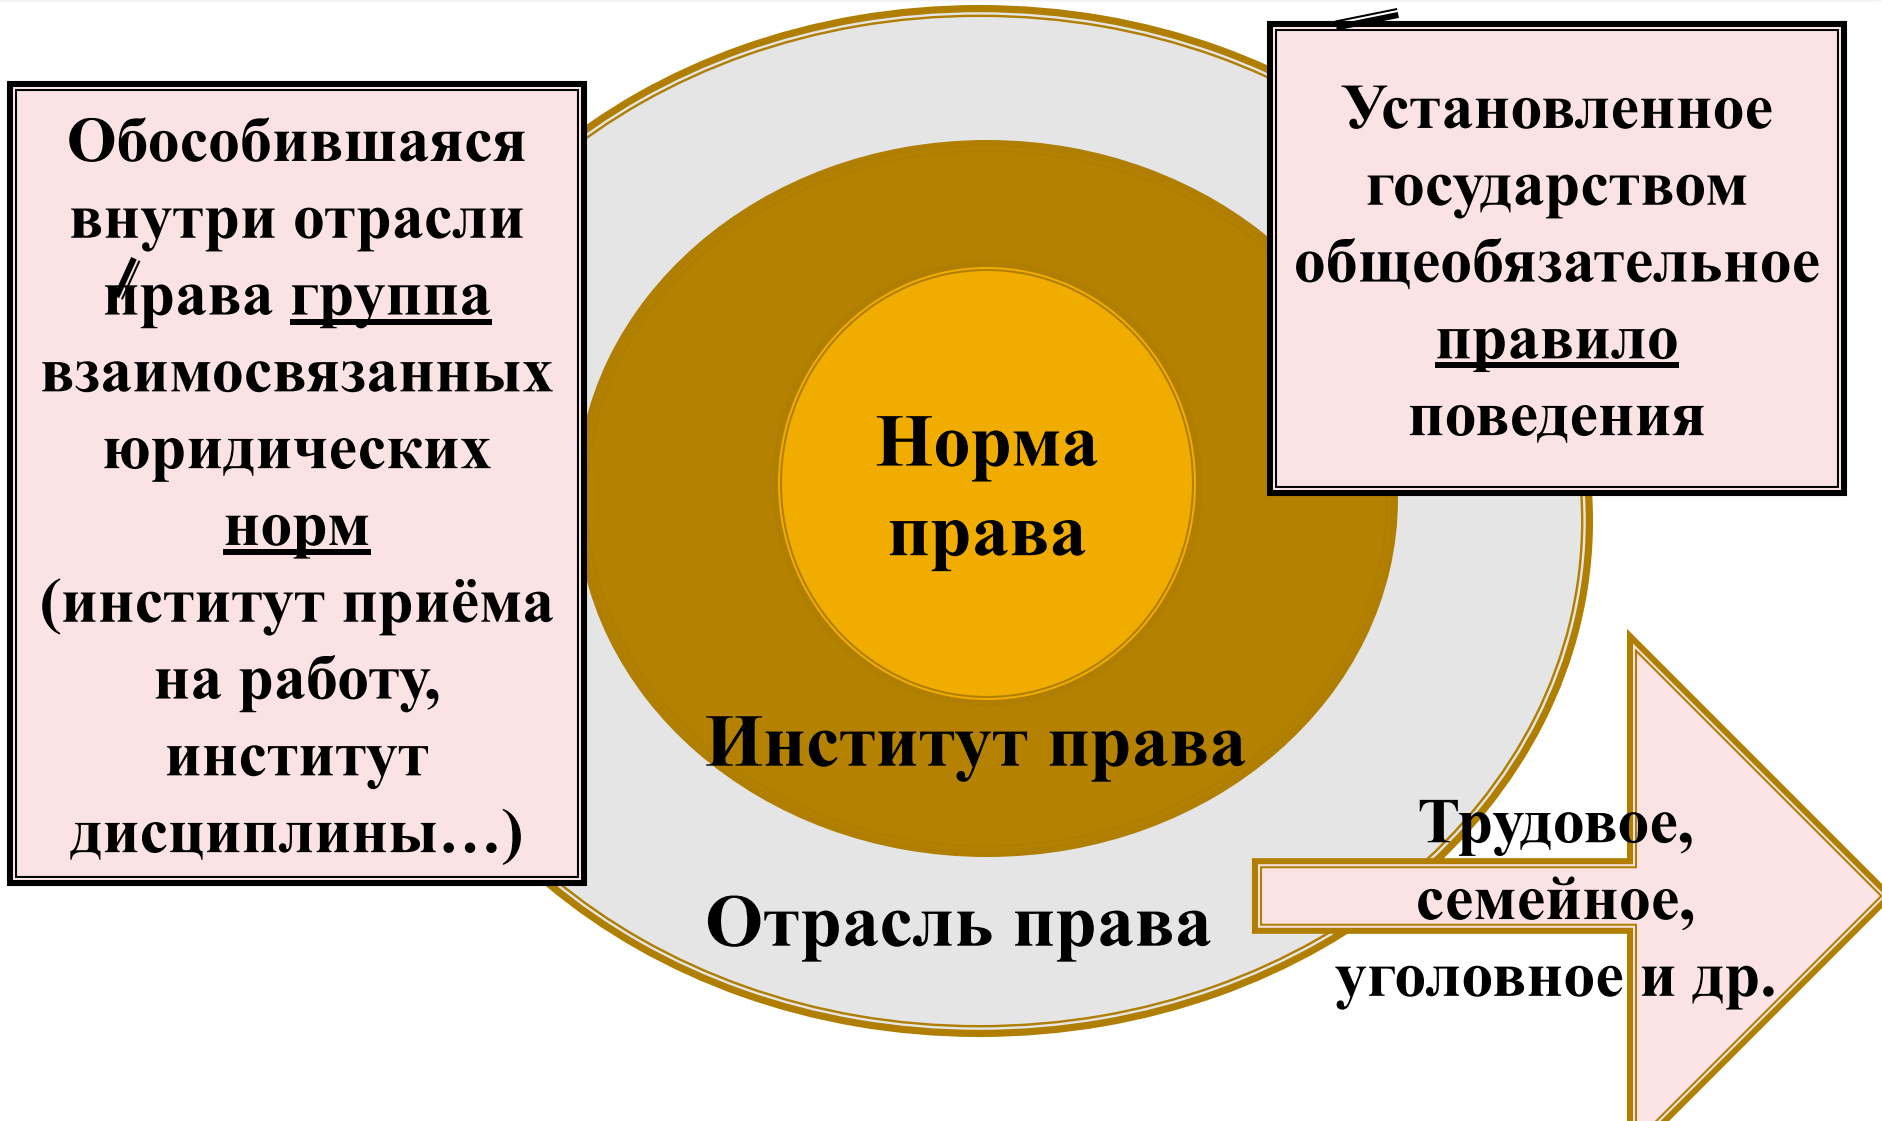 Обособившаяся
внутри отрасли
права группа
взаимосвязанных
юридических
норм
(институт приёма
на работу,
институт
дисциплины…)
Установленное
государством
общеобязательное
правило
поведения
Норма
права
Институт права
Отрасль права
Трудовое,
семейное,
уголовное и др.